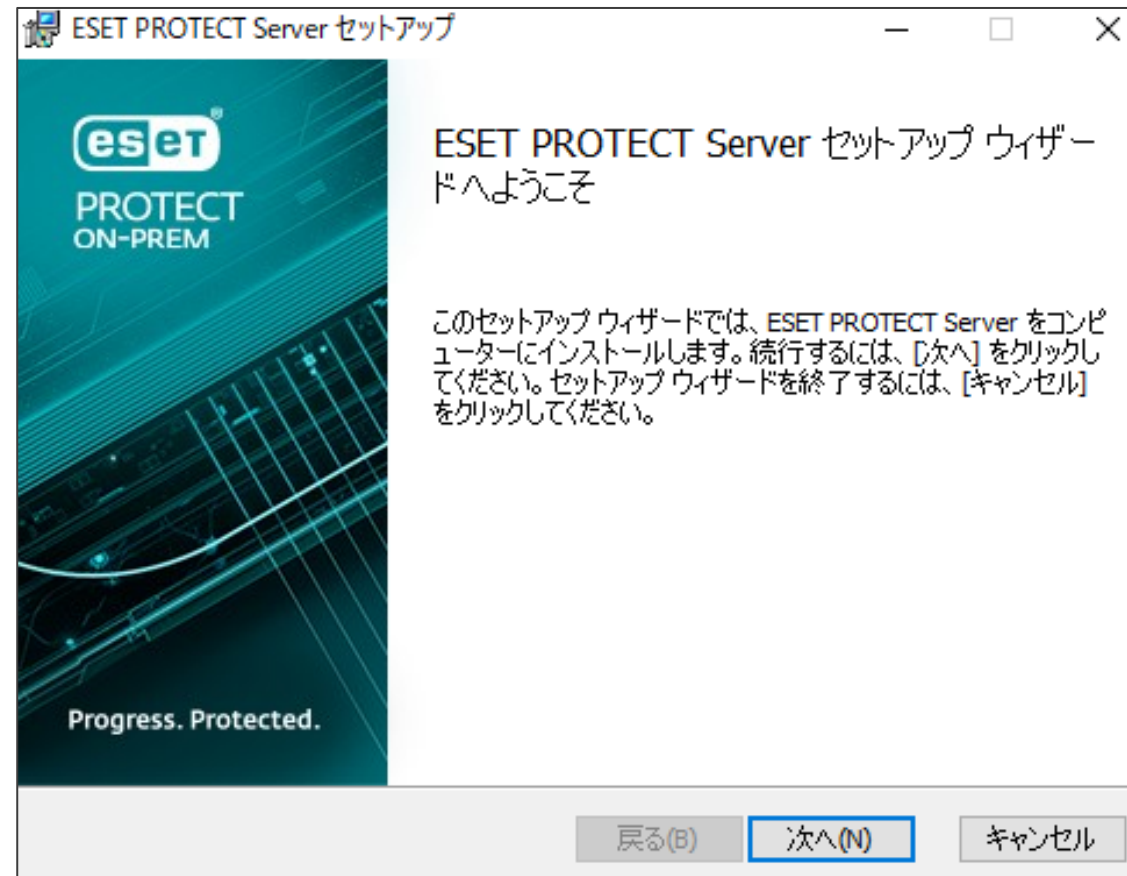 ESET PROTECT Server セットアップ
eset®
PROTECT
ON-PREM
Progress. Protected.
ESET PROTECT Server セットアップ ウィザー
ドへようこそ
このセットアップ ウィザードでは、ESET PROTECT Server をコンピ
ューターにインストールします。続行するには、[次へ] をクリックし
てください。セットアップ ウィザードを終了するには、[キャンセル]
をクリックしてください。
戻る(B)
次へ(N)
キャンセル